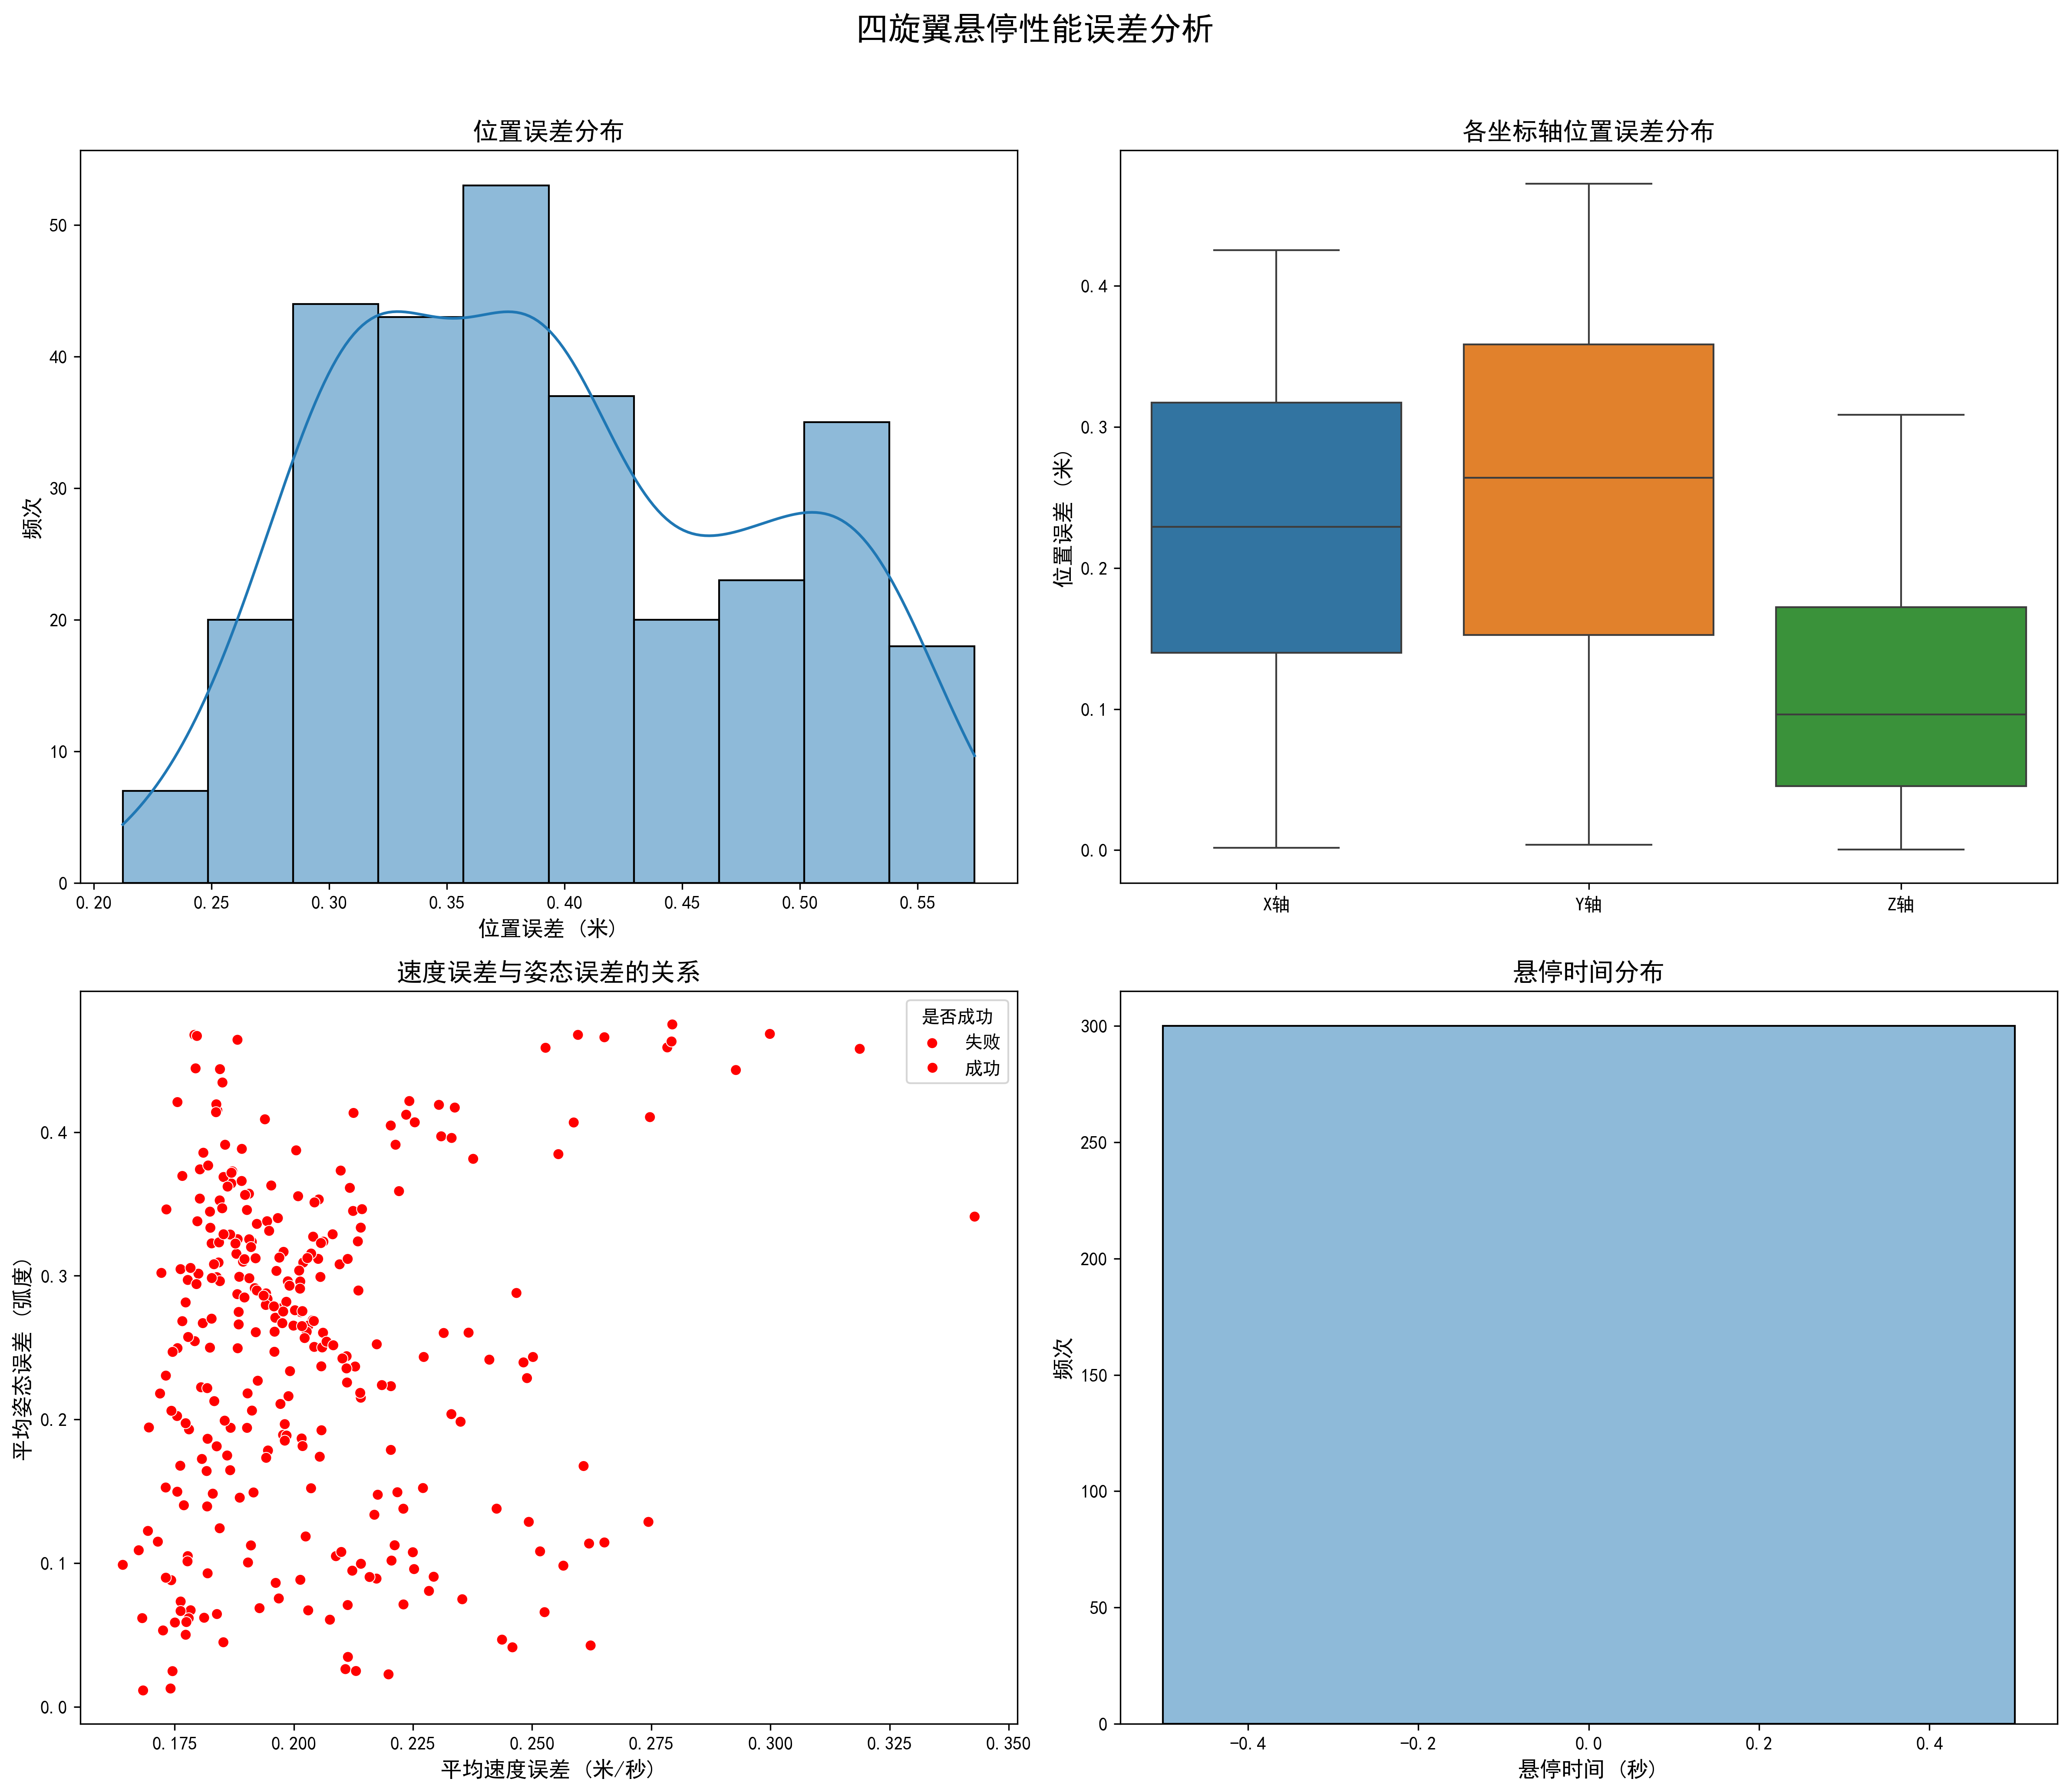 四旋翼悬停性能误差分析
位置误差分布
频次
50
40
30
20
10
0
0.20 0.25 0.30 0.35 0.40 0.45 0.50 0.55
位置误差 (米)
各坐标轴位置误差分布
位置误差 (米)
0.4
0.3
0.2
0.1
0.0
X轴 Y轴 Z轴
速度误差与姿态误差的关系
是否成功
失败
成功
平均姿态误差 (弧度)
0.4
0.3
0.2
0.1
0.0
0.175 0.200 0.225 0.250 0.275 0.300 0.325 0.350
平均速度误差 (米/秒)
悬停时间分布
频次
300
250
200
150
100
50
0
-0.4 -0.2 0.0 0.2 0.4
悬停时间 (秒)